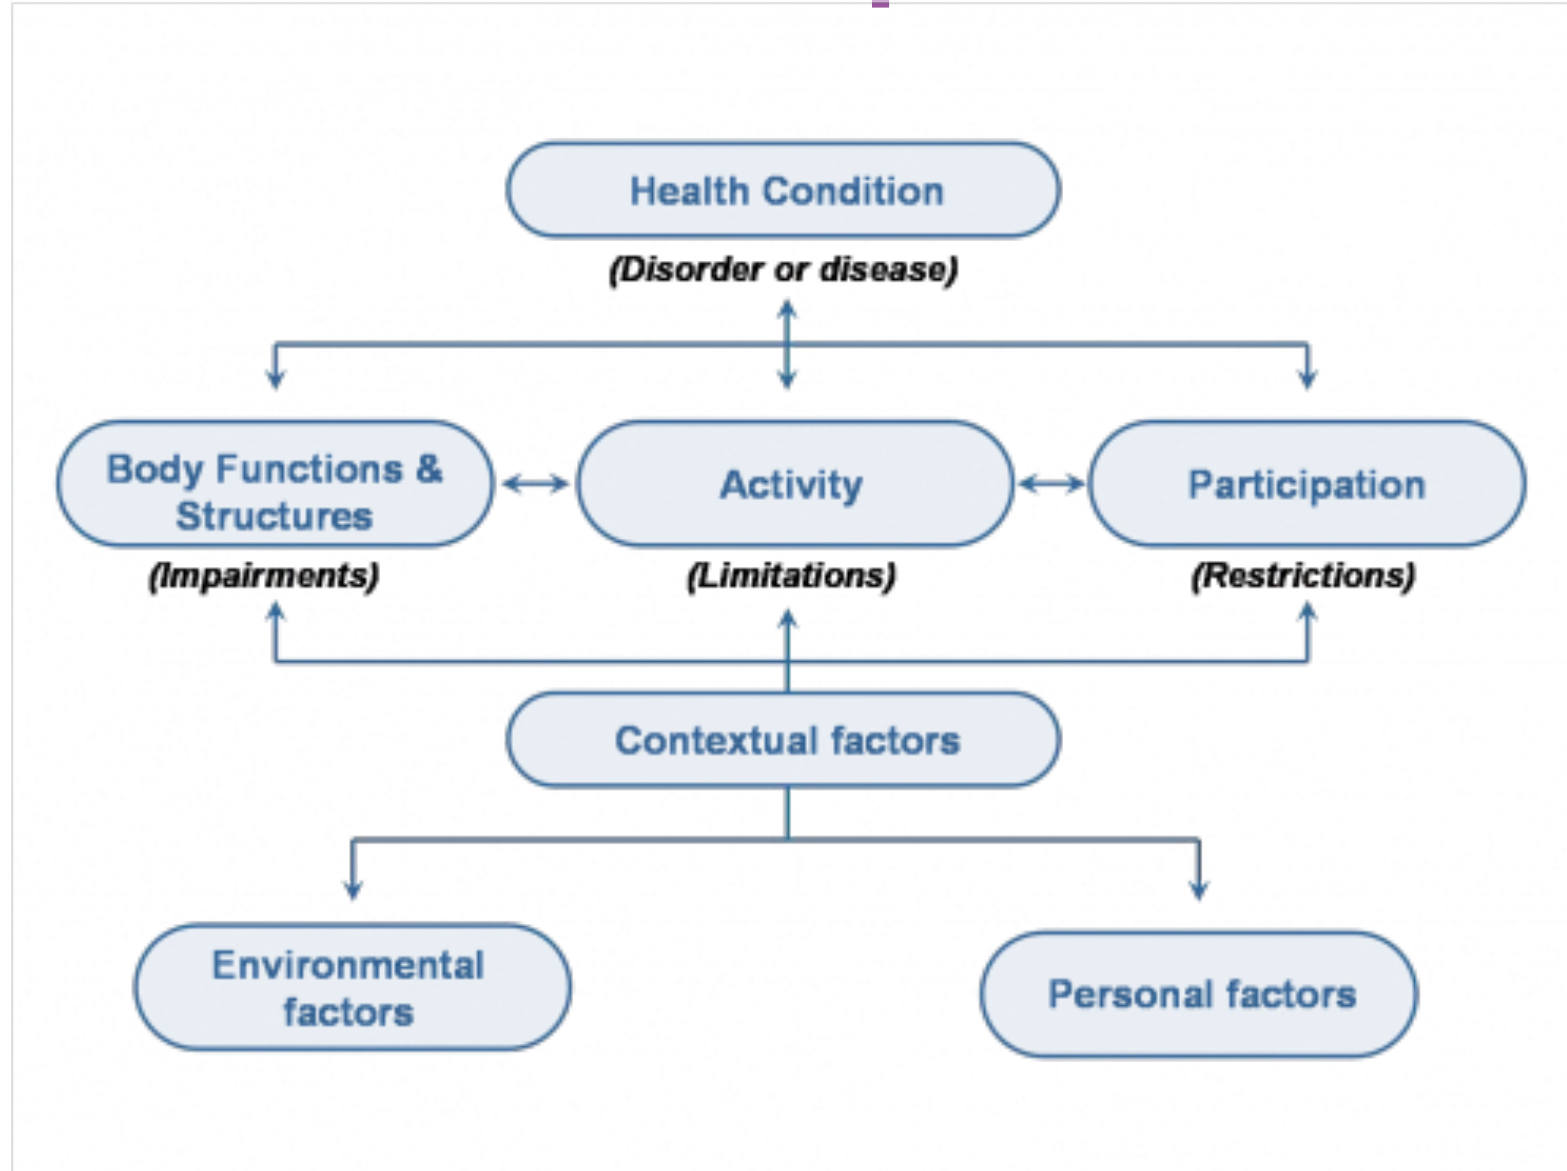 Health Condition
(Disorder or disease)
Body Functions &
Structures
(Impairments)
Activity
(Limitations)
Participation
(Restrictions)
Contextual factors
Environmental
factors
Personal factors